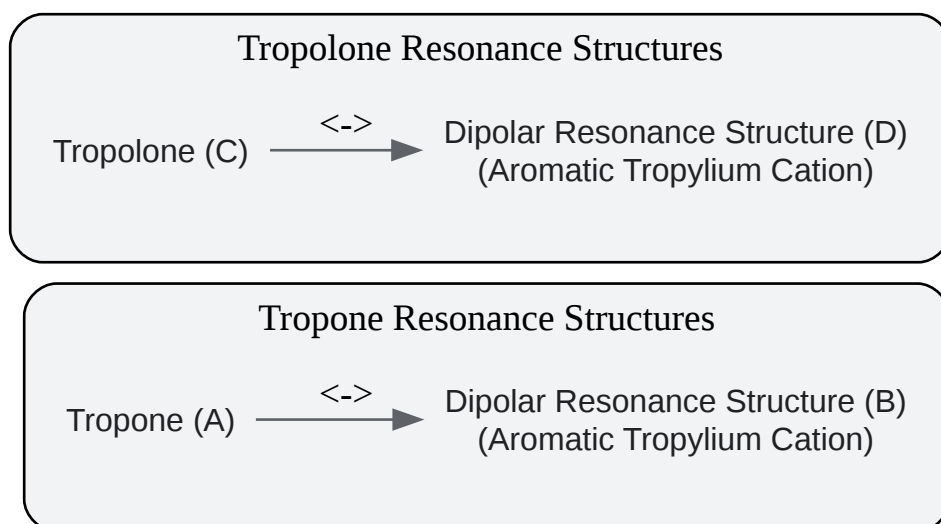 Tropolone Resonance Structures
<->
Tropolone (C)
Dipolar Resonance Structure (D)
(Aromatic Tropylium Cation)
Tropone Resonance Structures
<->
Tropone (A)
Dipolar Resonance Structure (B)
(Aromatic Tropylium Cation)